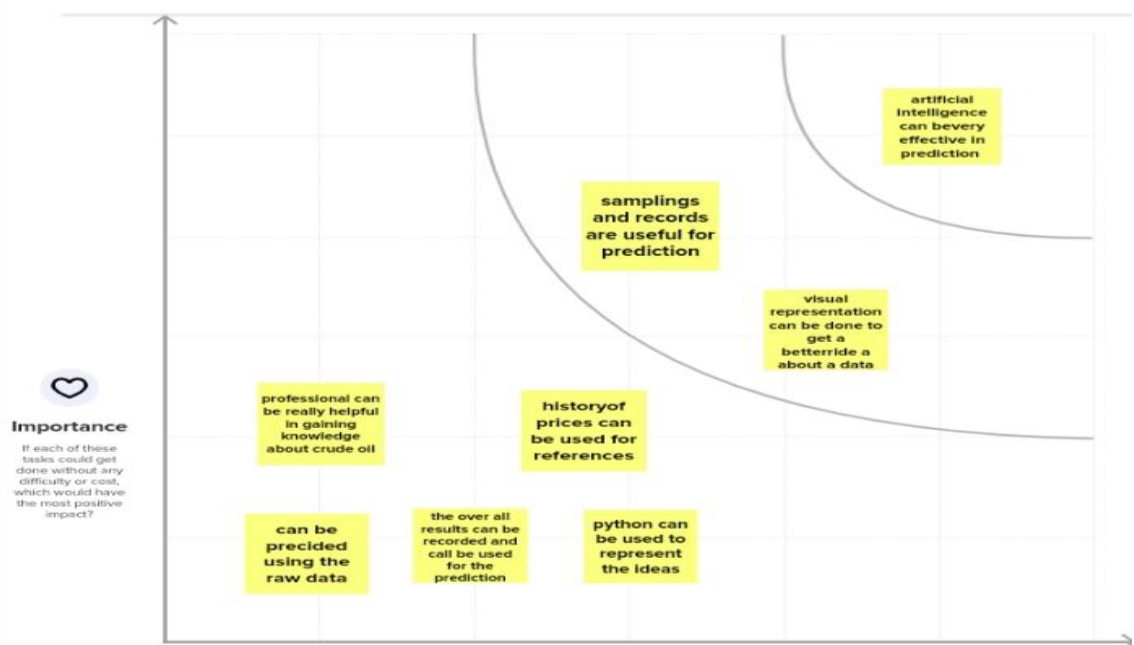 artificial
intelligence
can bevery
effective in
prediction
samplings
and records
are useful for
prediction
visual
representation
can be done to
get a
betterride a
about a data
professional can
be really helpful
in gaining
knowledge
about crude oil
historyof
prices can
be used for
references
Importance
If each of these
tasks could get
done without any
difficulty or cost,
which would have
the most positive
impact?
can be
precided
using the
raw data
the over all
results can be
recorded and
call be used
for the
prediction
python can
be used to
represent
the ideas